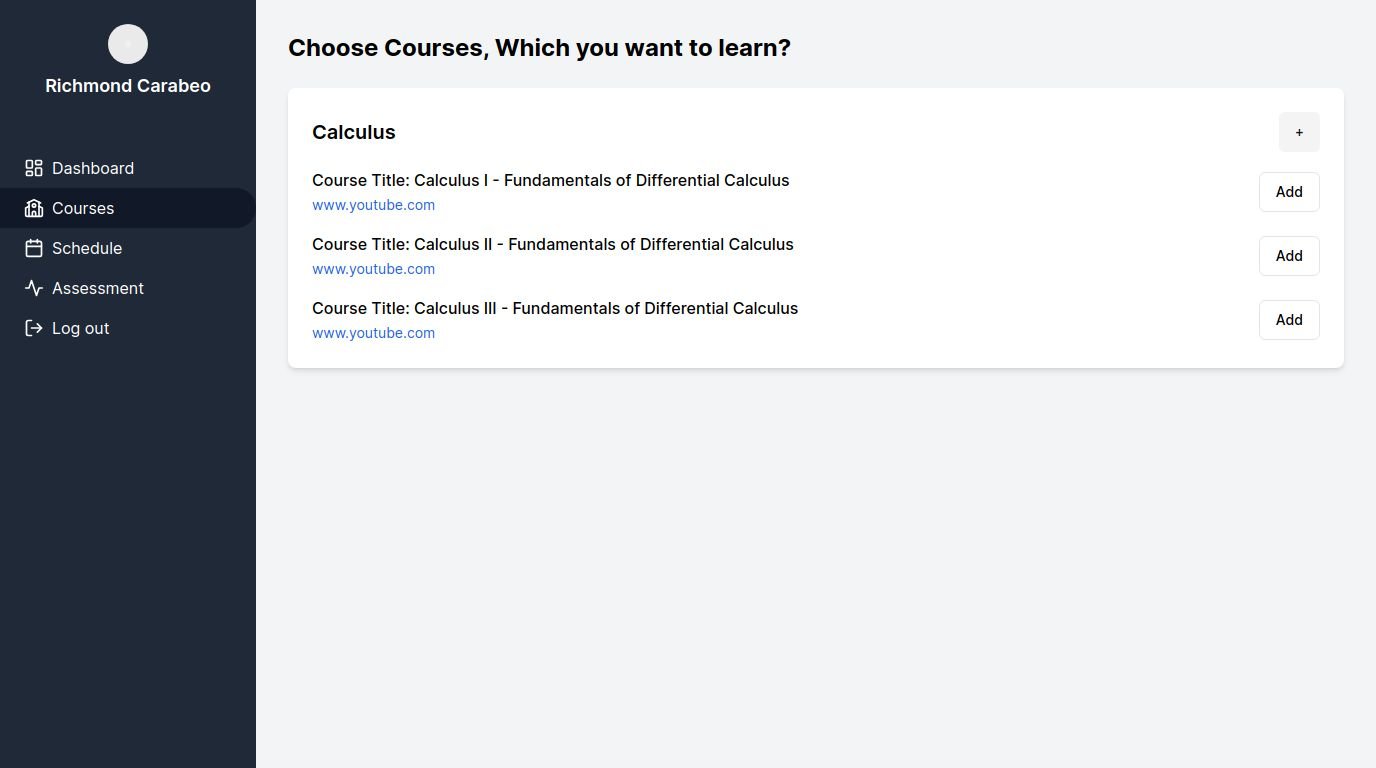 Richmond Carabeo
Dashboard
Courses
Schedule
Assessment
Log out
Choose Courses, Which you want to learn?
Calculus
+
Course Title: Calculus I - Fundamentals of Differential Calculus
www.youtube.com
Add
Course Title: Calculus II - Fundamentals of Differential Calculus
www.youtube.com
Add
Course Title: Calculus III - Fundamentals of Differential Calculus
www.youtube.com
Add